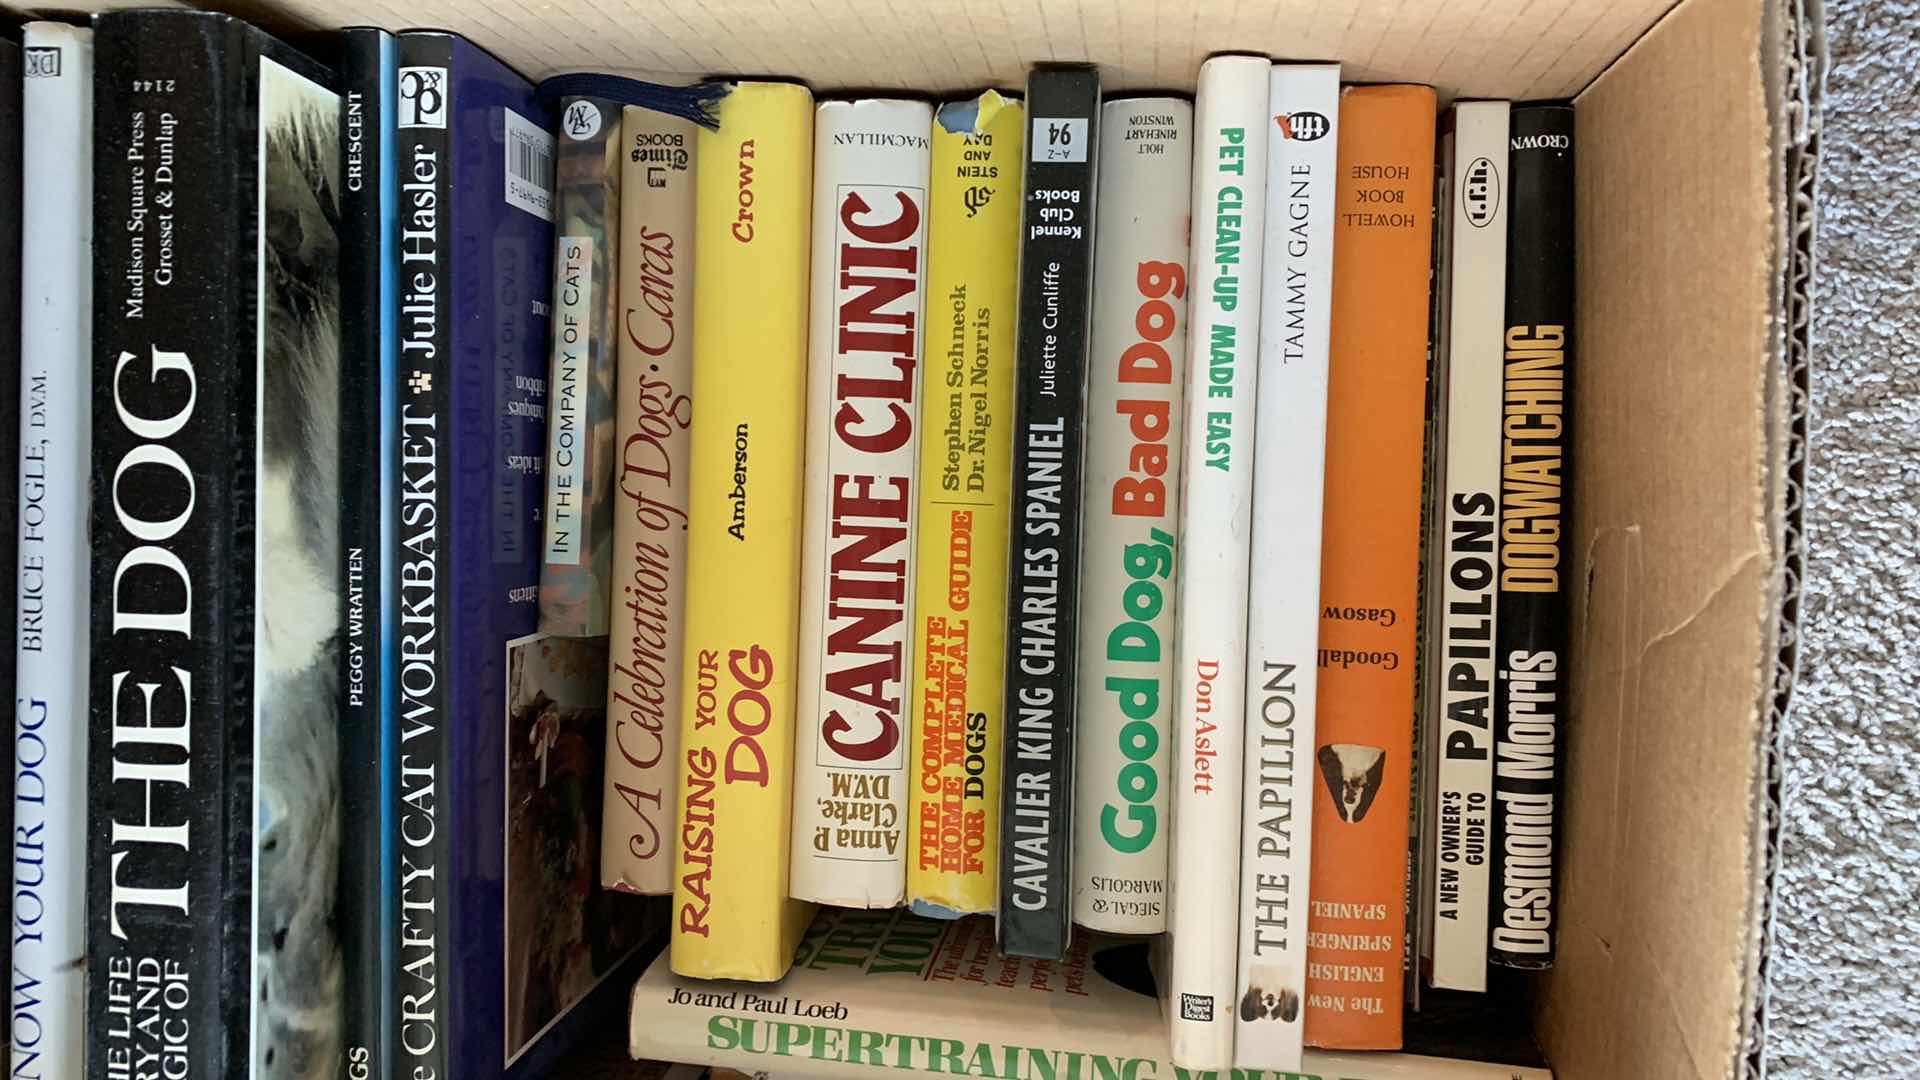 DK
BRUCE FOGLE, D.V.M.
NOW YOUR DOG
2144
Madison Square Press
Grosset & Dunlap
THE DOG
HE LIFE
RY AND
GIC OF
CRESCENT
PEGGY WRATTEN
GS
CRAFTY CAT WORKBASKET Julie Hasler
IN THE COMPANY OF CATS
Times
BOOKS
NYT
A Celebration of Dogs · Caras
Crown
Amberson
RAISING YOUR
DOG
MACMILLAN
CANINE CLINIC
Anna P.
Clarke,
D.V.M.
STEIN
AND
DAY
Stephen Schneck
Dr. Nigel Norris
THE COMPLETE
HOME MEDICAL GUIDE
FOR DOGS
94
A–Z
Kennel
Club
Books
Juliette Cunliffe
CAVALIER KING CHARLES SPANIEL
HOLT
RINEHART
WINSTON
Good Dog, Bad Dog
SIEGAL &
MARGOLIS
PET CLEAN-UP MADE EASY
Don Aslett
Writer's
Digest
Books
tfh
TAMMY GAGNE
THE PAPILLON
HOWELL
BOOK
HOUSE
Goodall
Gasow
The New
ENGLISH
SPRINGER
SPANIEL
t.f.h.
A NEW OWNER'S
GUIDE TO
PAPILLONS
CROWN
Desmond Morris DOGWATCHING
Jo and Paul Loeb
SUPERTRAINING